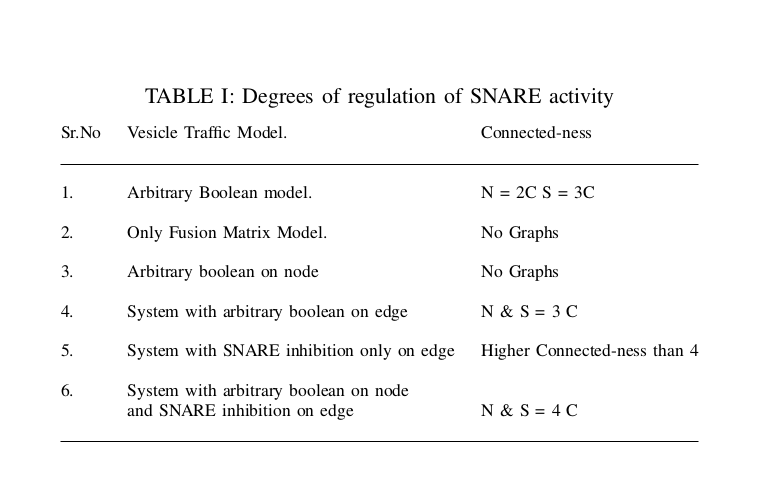 TABLE I: Degrees of regulation of SNARE activity
Sr.No Vesicle Traffic Model. Connected-ness
1. Arbitrary Boolean model. N = 2C S = 3C
2. Only Fusion Matrix Model. No Graphs
3. Arbitrary boolean on node No Graphs
4. System with arbitrary boolean on edge N & S = 3 C
5. System with SNARE inhibition only on edge Higher Connected-ness than 4
6. System with arbitrary boolean on node
and SNARE inhibition on edge N & S = 4 C